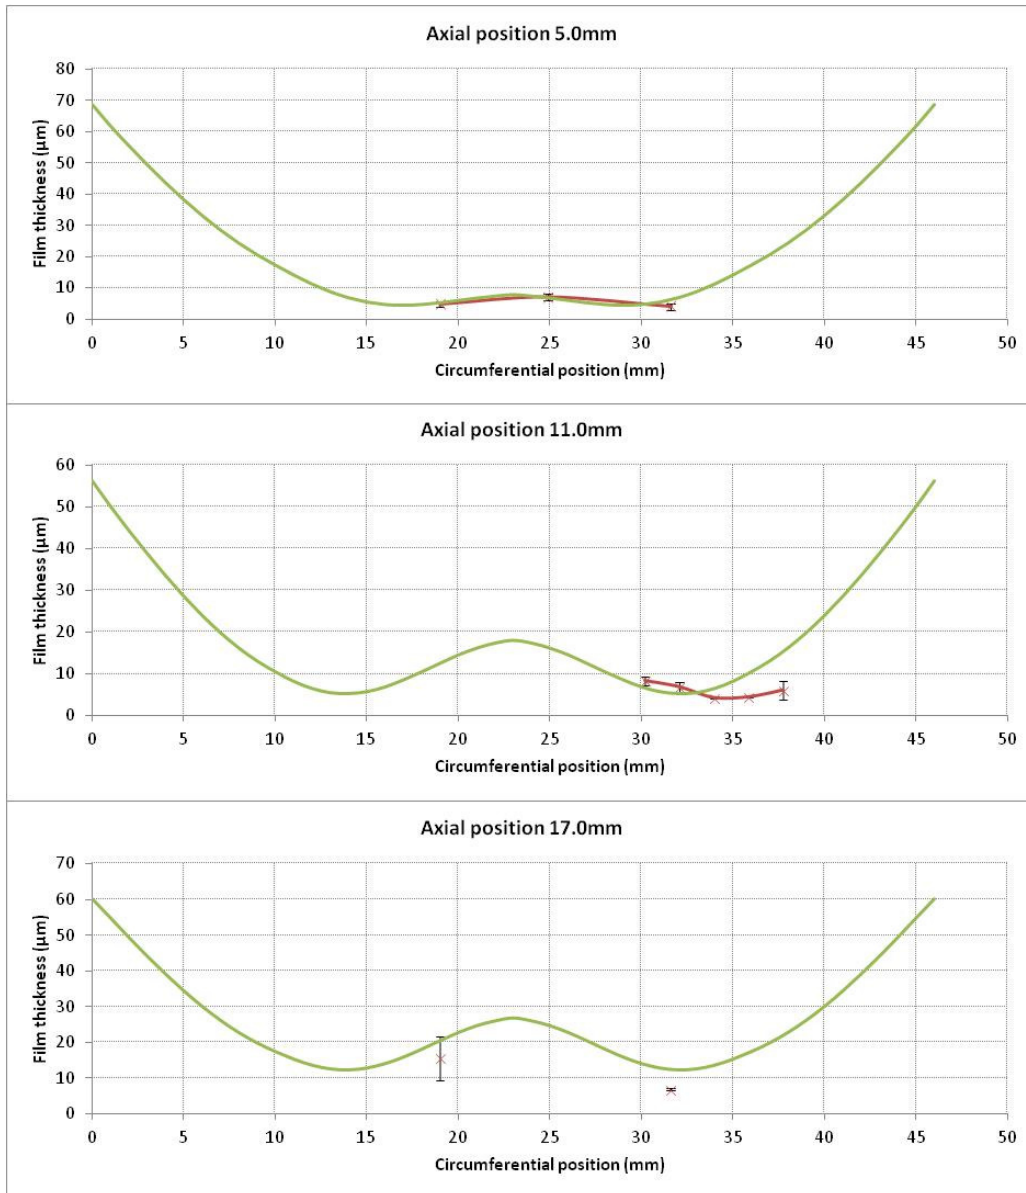 Axial position 5.0mm
80
70
60
50
40
30
20
10
0
Film thickness (µm)
0 5 10 15 20 25 30 35 40 45 50
Circumferential position (mm)
Axial position 11.0mm
60
50
40
30
20
10
0
Film thickness (µm)
0 5 10 15 20 25 30 35 40 45 50
Circumferential position (mm)
Axial position 17.0mm
70
60
50
40
30
20
10
0
Film thickness (µm)
0 5 10 15 20 25 30 35 40 45 50
Circumferential position (mm)